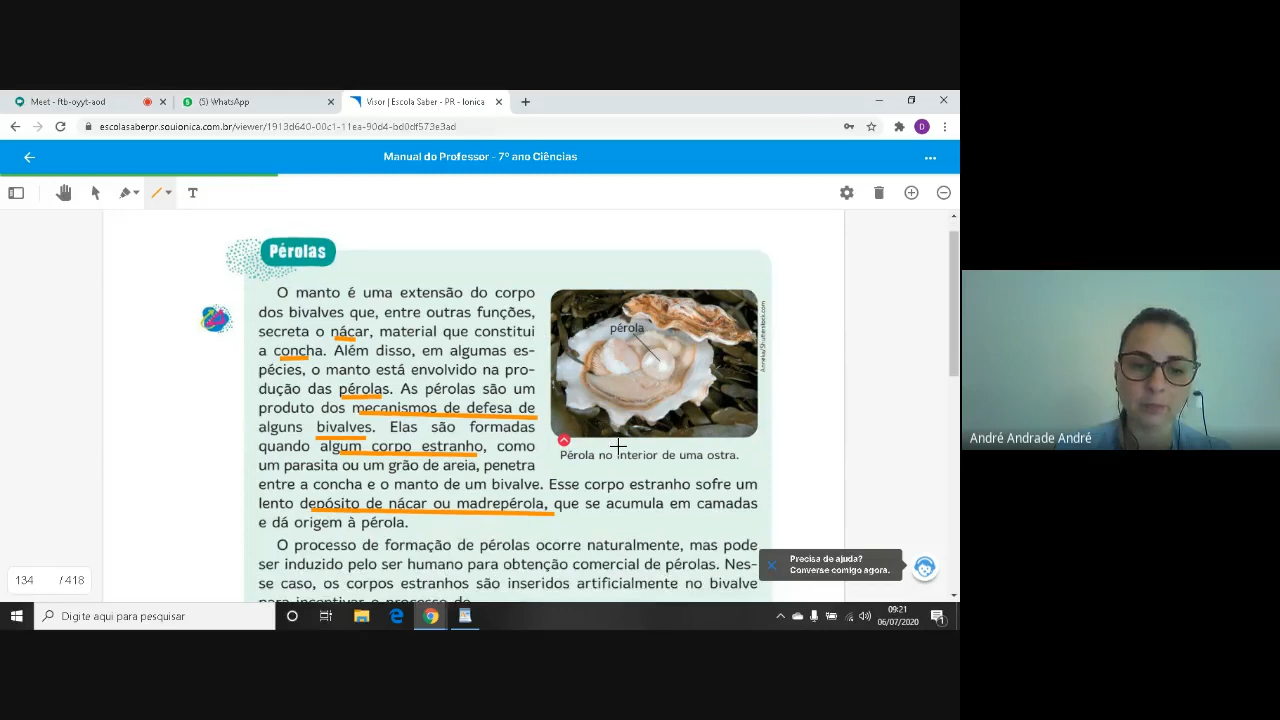 Meet - ftb-oyyt-aod
(5) WhatsApp
Visor | Escola Saber - PR - Ionica
escolasaberpr.souionica.com.br/viewer/1913d640-00c1-11ea-90d4-bd0df573e3ad
D
Manual do Professor - 7º ano Ciências
T
Pérolas
O manto é uma extensão do corpo
dos bivalves que, entre outras funções,
secreta o nácar, material que constitui
a concha. Além disso, em algumas es-
pécies, o manto está envolvido na pro-
dução das pérolas. As pérolas são um
produto dos mecanismos de defesa de
alguns bivalves. Elas são formadas
quando algum corpo estranho, como
um parasita ou um grão de areia, penetra
entre a concha e o manto de um bivalve. Esse corpo estranho sofre um
lento depósito de nácar ou madrepérola, que se acumula em camadas
e dá origem à pérola.
O processo de formação de pérolas ocorre naturalmente, mas pode
ser induzido pelo ser humano para obtenção comercial de pérolas. Nes-
se caso, os corpos estranhos são inseridos artificialmente no bivalve
para incentivar o processo de
pérola
Pérola no interior de uma ostra.
Precisa de ajuda?
Converse comigo agora.
134 / 418
Digite aqui para pesquisar
09:21
06/07/2020
1
André Andrade André